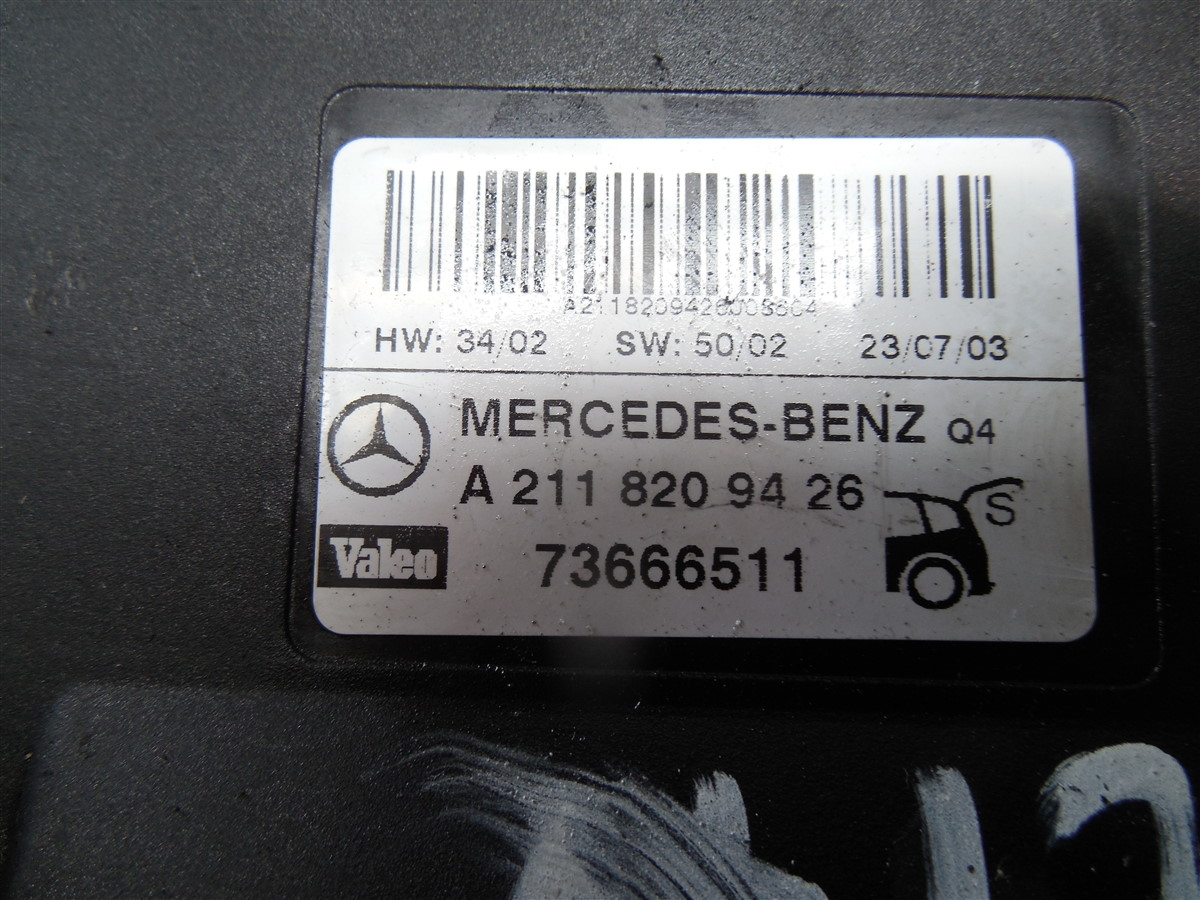 HW: 34/02 SW: 50/02 23/07/03
MERCEDES-BENZ Q4
A 211 820 94 26
S
Valeo 73666511